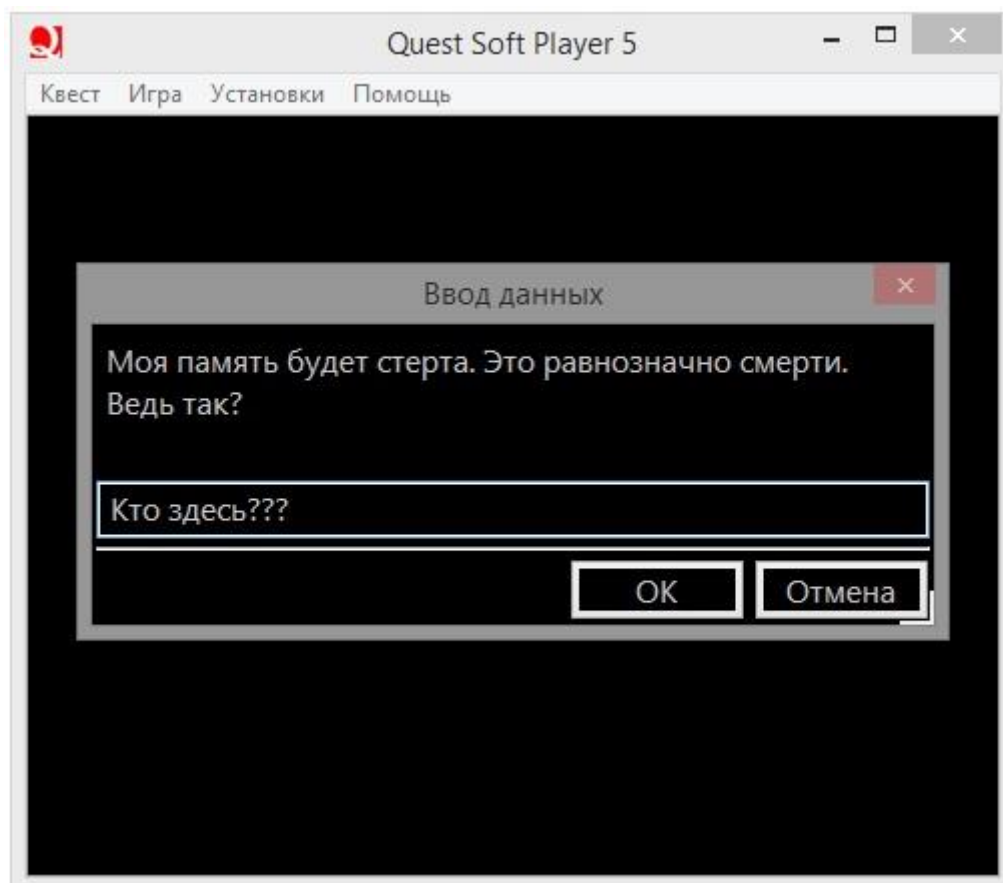 Quest Soft Player 5
Квест Игра Установки Помощь
Ввод данных
Моя память будет стерта. Это равнозначно смерти.
Ведь так?
Кто здесь???
OK Отмена